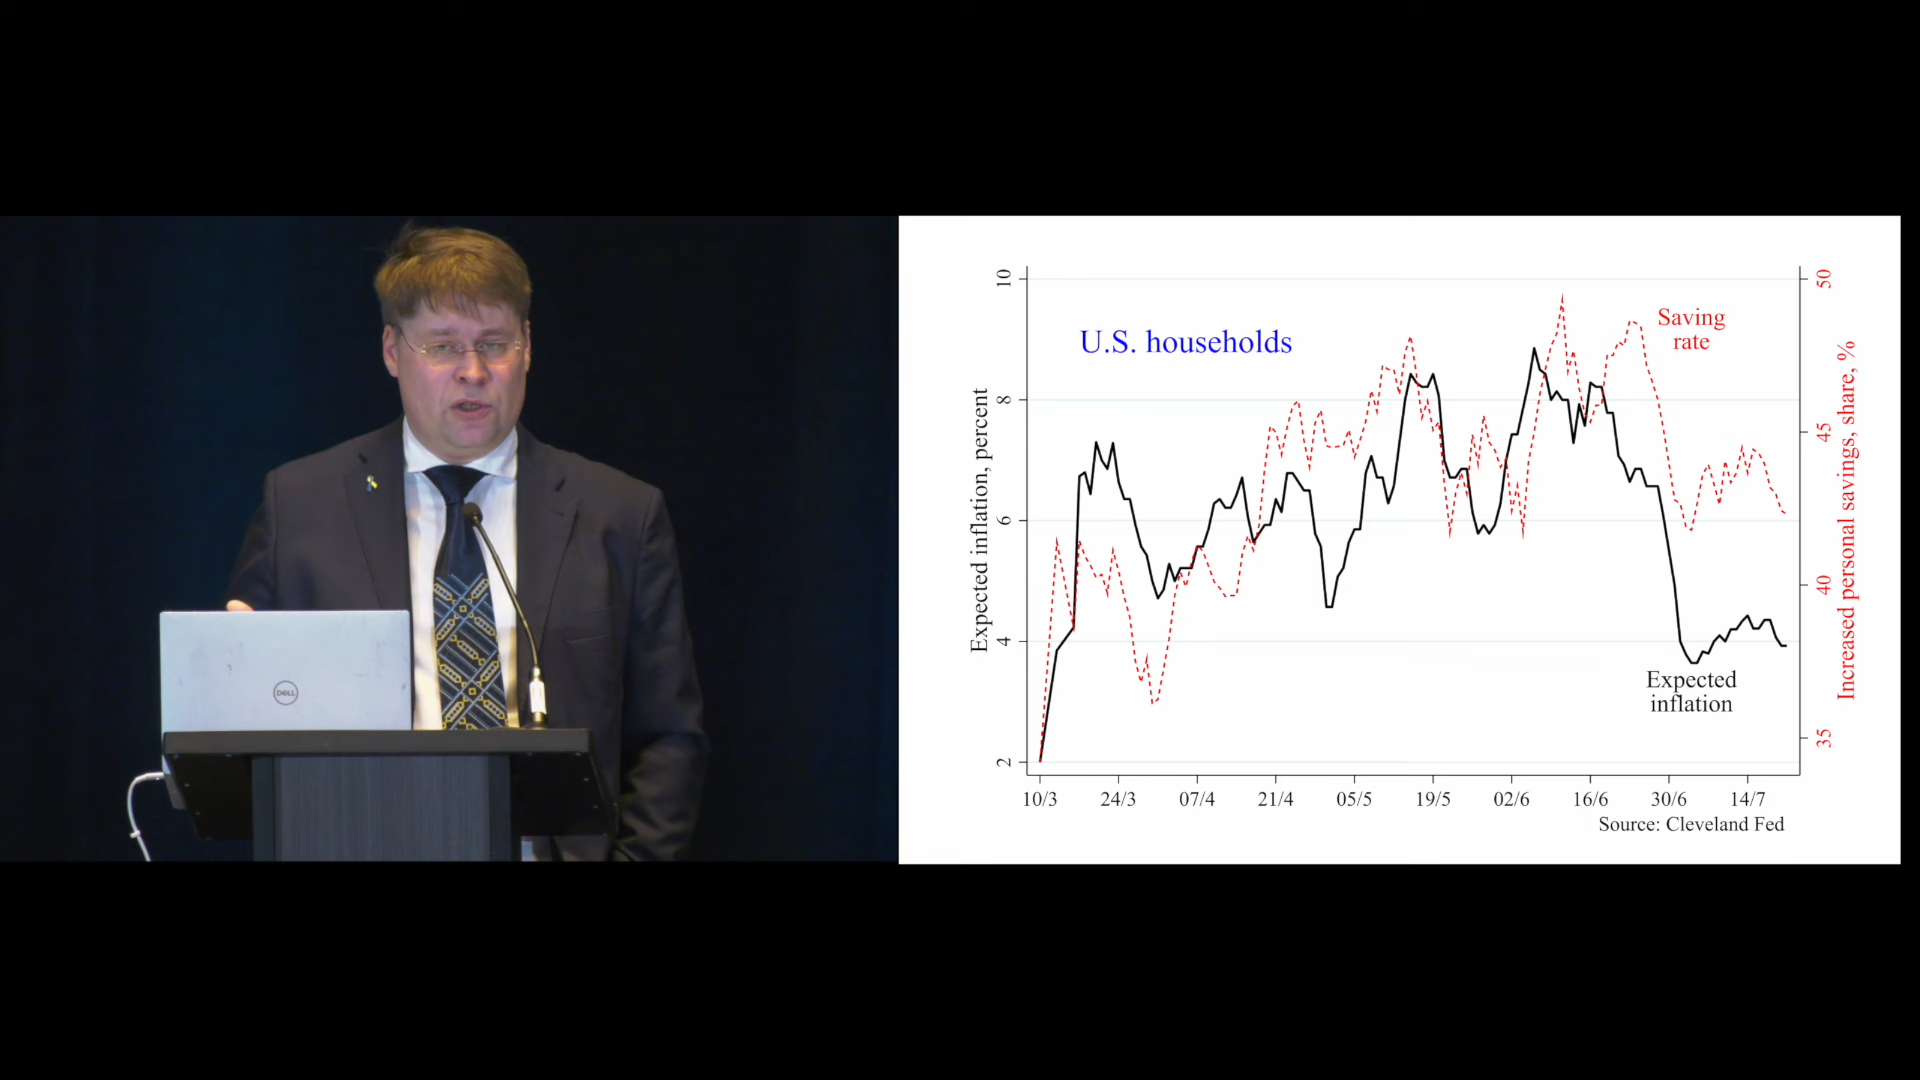 DELL
U.S. households
Saving
rate
Expected
inflation
Expected inflation, percent
10
8
6
4
2
Increased personal savings, share, %
50
45
40
35
10/3 24/3 07/4 21/4 05/5 19/5 02/6 16/6 30/6 14/7
Source: Cleveland Fed